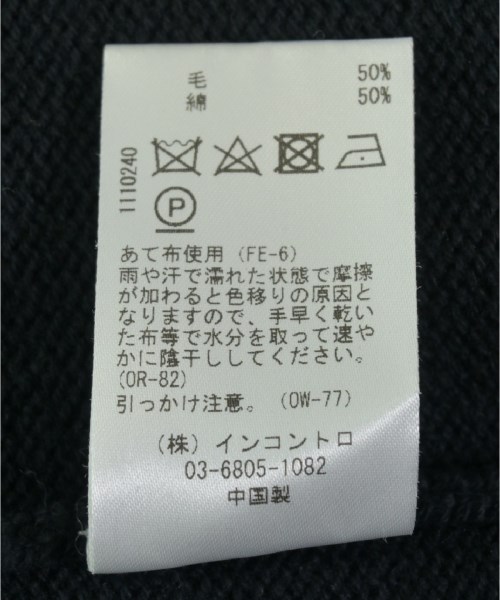 毛 50%
綿 50%
1110240
P
あて布使用 (FE-6)
雨や汗で濡れた状態で摩擦
が加わると色移りの原因と
なりますので、手早く乾い
た布等で水分を取って速や
かに陰干ししてください。
(OR-82)
引っかけ注意。 (OW-77)
(株) インコントロ
03-6805-1082
中国製